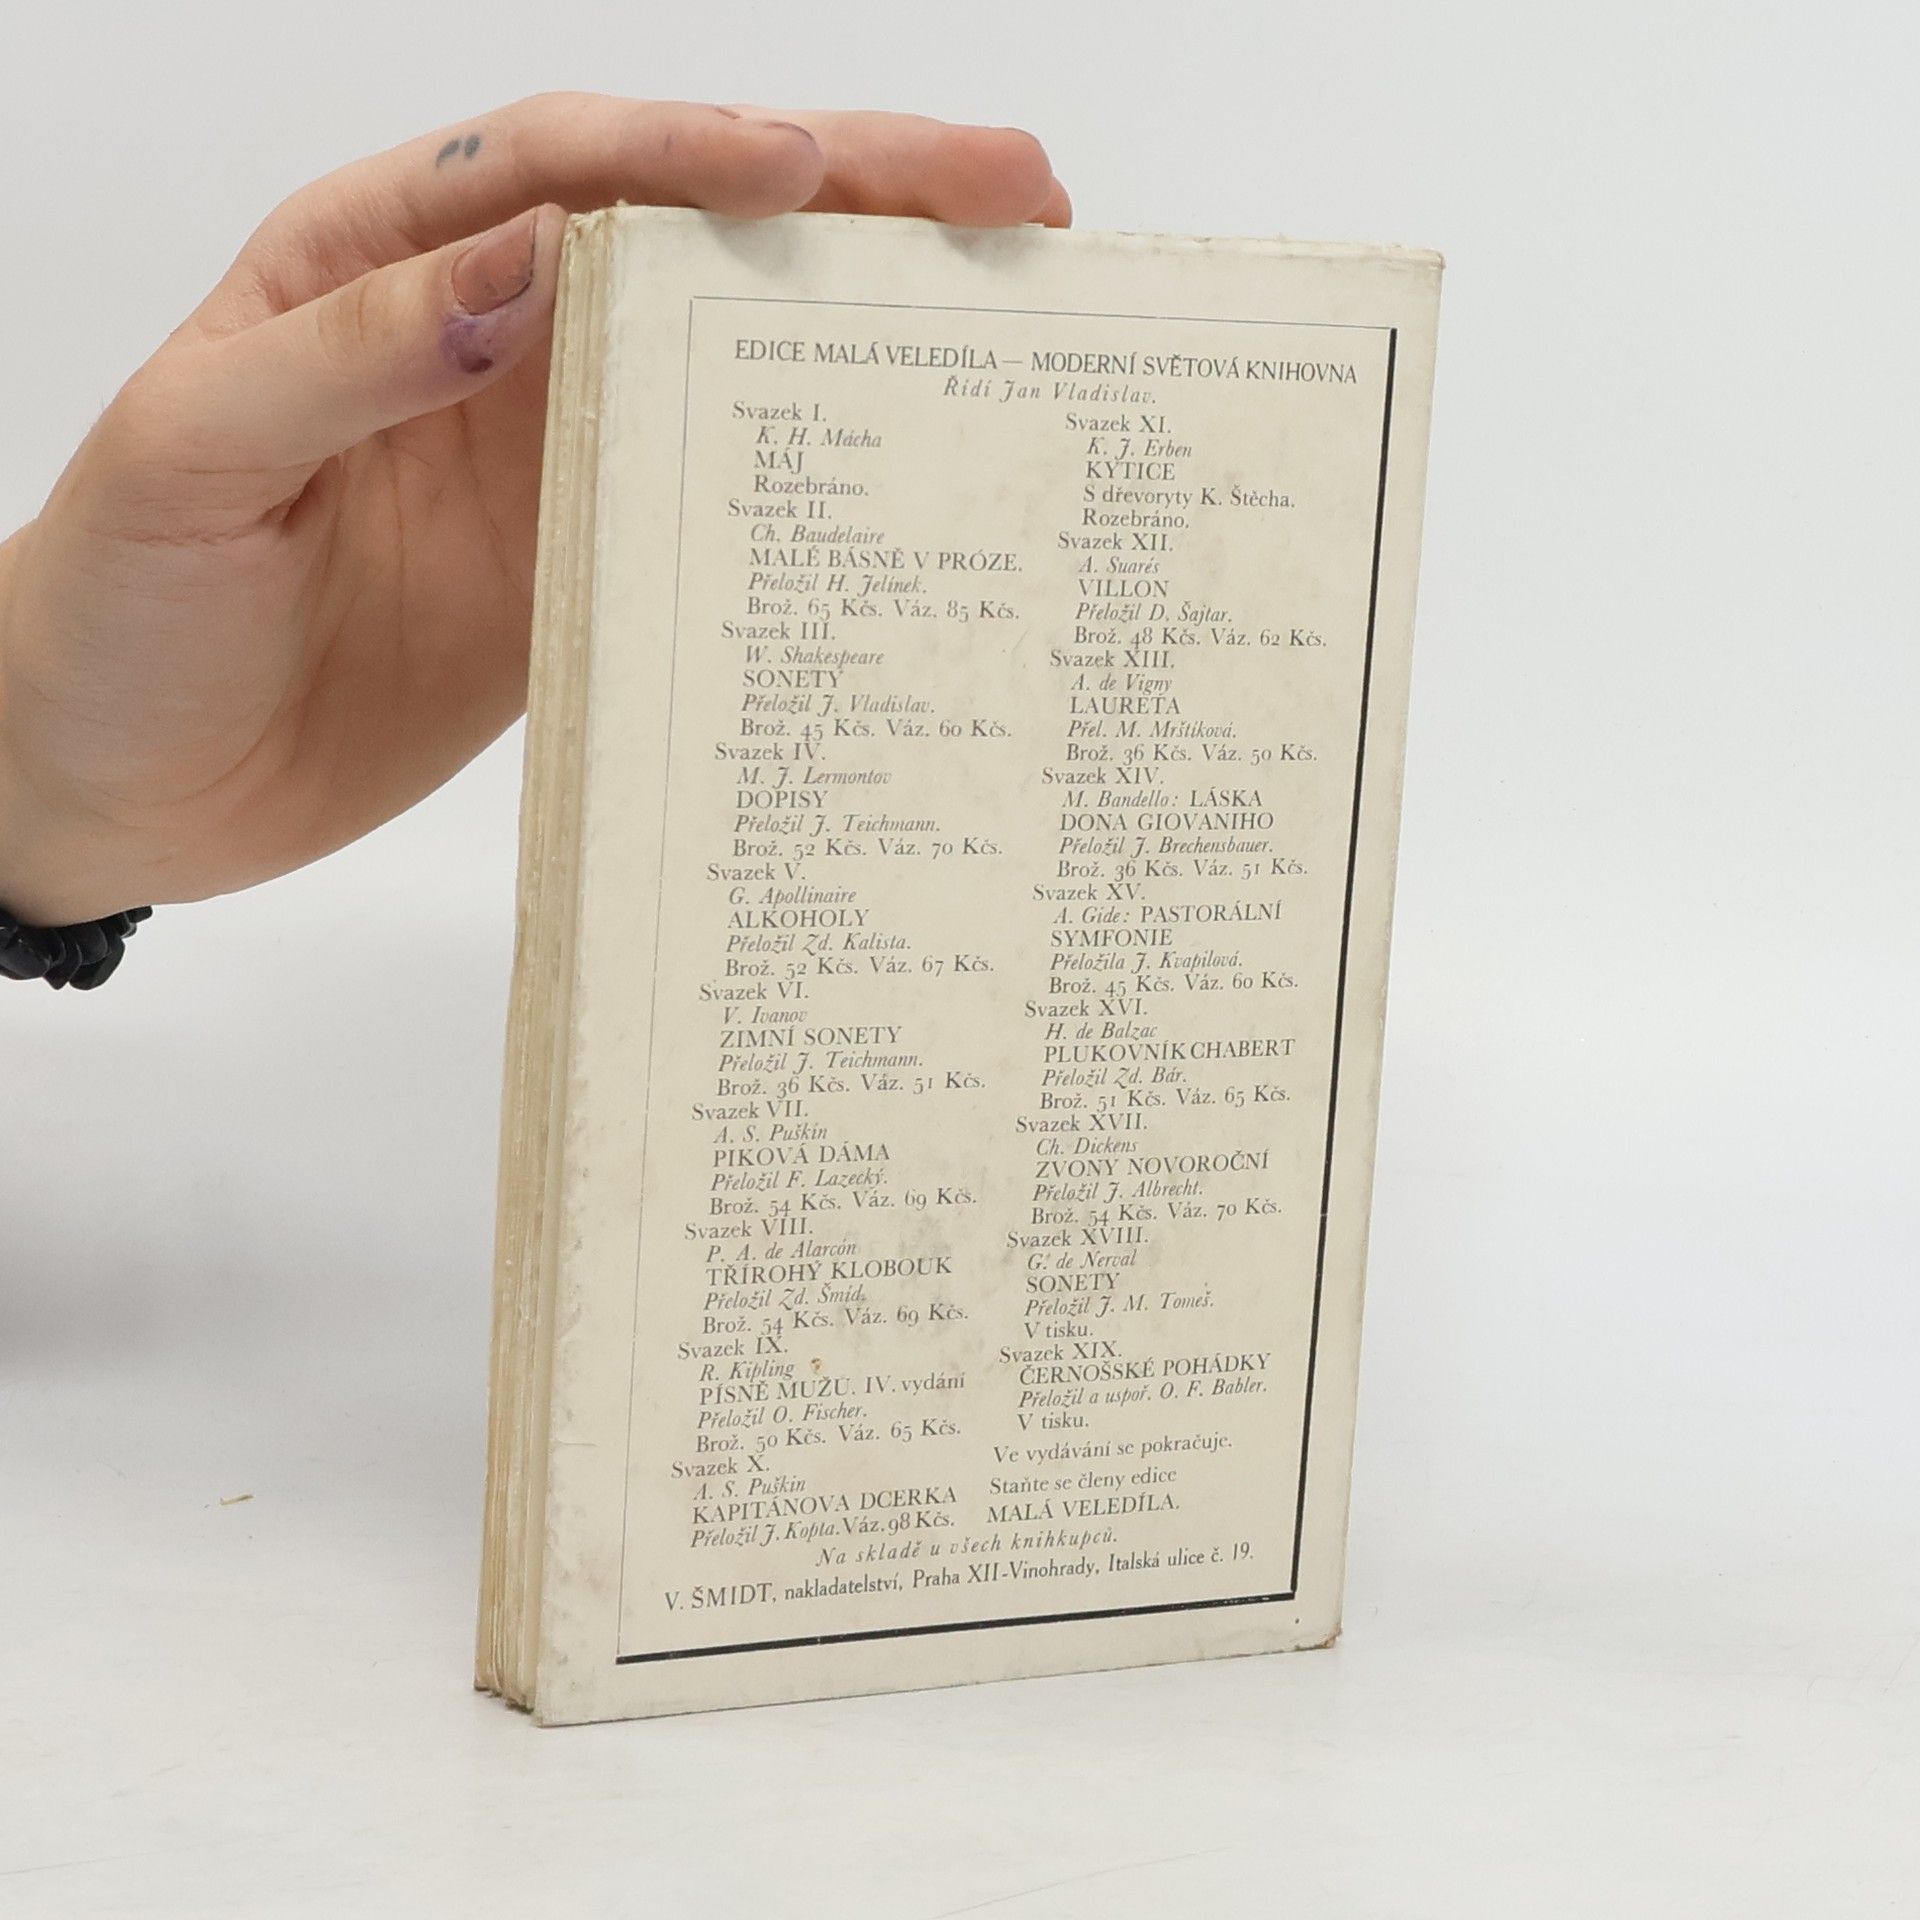 EDICE MALÁ VELEDÍLA — MODERNÍ SVĚTOVÁ KNIHOVNA
Řídí Jan Vladislav.
Svazek I.
K. H. Mácha
MÁJ
Rozebráno.
Svazek II.
Ch. Baudelaire
MALÉ BÁSNĚ V PRÓZE.
Přeložil H. Jelínek.
Brož. 65 Kčs. Váz. 85 Kčs.
Svazek III.
W. Shakespeare
SONETY
Přeložil J. Vladislav.
Brož. 45 Kčs. Váz. 60 Kčs.
Svazek IV.
M. J. Lermontov
DOPISY
Přeložil J. Teichmann.
Brož. 52 Kčs. Váz. 70 Kčs.
Svazek V.
G. Apollinaire
ALKOHOLY
Přeložil Zd. Kalista.
Brož. 52 Kčs. Váz. 67 Kčs.
Svazek VI.
V. Ivanov
ZIMNÍ SONETY
Přeložil J. Teichmann.
Brož. 36 Kčs. Váz. 51 Kčs.
Svazek VII.
A. S. Puškin
PIKOVÁ DÁMA
Přeložil F. Lazecký.
Brož. 54 Kčs. Váz. 69 Kčs.
Svazek VIII.
P. A. de Alarcón
TŘÍROHÝ KLOBOUK
Přeložil Zd. Šmíd.
Brož. 54 Kčs. Váz. 69 Kčs.
Svazek IX.
R. Kipling
PÍSNĚ MUŽŮ. IV. vydání
Přeložil O. Fischer.
Brož. 50 Kčs. Váz. 65 Kčs.
Svazek X.
A. S. Puškin
KAPITÁNOVA DCERKA
Přeložil J. Kopta. Váz. 98 Kčs.
Svazek XI.
K. J. Erben
KYTICE
S dřevoryty K. Štěcha.
Rozebráno.
Svazek XII.
A. Suarés
VILLON
Přeložil D. Šajtar.
Brož. 48 Kčs. Váz. 62 Kčs.
Svazek XIII.
A. de Vigny
LAURETA
Přel. M. Mrštíková.
Brož. 36 Kčs. Váz. 50 Kčs.
Svazek XIV.
M. Bandello: LÁSKA
DONA GIOVANIHO
Přeložil J. Brechensbauer.
Brož. 36 Kčs. Váz. 51 Kčs.
Svazek XV.
A. Gide: PASTORÁLNÍ
SYMFONIE
Přeložila J. Kvapilová.
Brož. 45 Kčs. Váz. 60 Kčs.
Svazek XVI.
H. de Balzac
PLUKOVNÍK CHABERT
Přeložil Zd. Bár.
Brož. 51 Kčs. Váz. 65 Kčs.
Svazek XVII.
Ch. Dickens
ZVONY NOVOROČNÍ
Přeložil J. Albrecht.
Brož. 54 Kčs. Váz. 70 Kčs.
Svazek XVIII.
G. de Nerval
SONETY
Přeložil J. M. Tomeš.
V tisku.
Svazek XIX.
ČERNOŠSKÉ POHÁDKY
Přeložil a uspoř. O. F. Babler.
V tisku.
Ve vydávání se pokračuje.
Staňte se členy edice
MALÁ VELEDÍLA.
Na skladě u všech knihkupců.
V. ŠMIDT, nakladatelství, Praha XII-Vinohrady, Italská ulice č. 19.